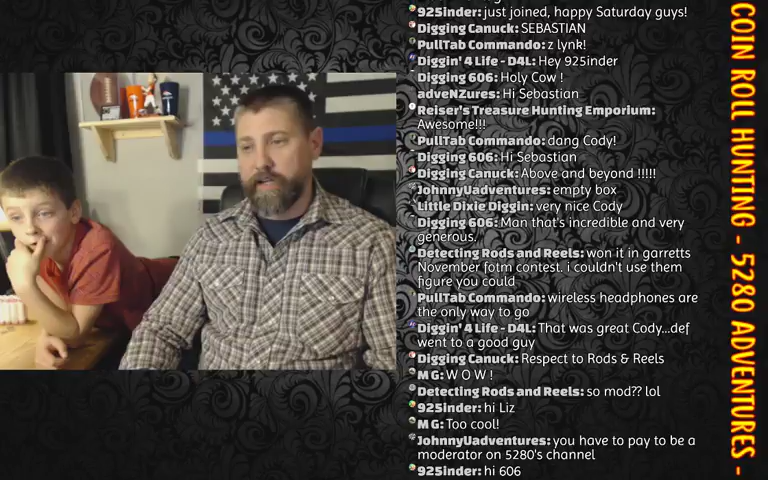 925inder: just joined, happy Saturday guys!
Digging Canuck: SEBASTIAN
PullTab Commando: z lynk!
Diggin' 4 Life - D4L: Hey 925inder
Digging 606: Holy Cow !
adveNZures: Hi Sebastian
Reiser's Treasure Hunting Emporium:
Awesome!!!
PullTab Commando: dang Cody!
Digging 606: Hi Sebastian
Digging Canuck: Above and beyond !!!!!
JohnnyUadventures: empty box
Little Dixie Diggin: very nice Cody
Digging 606: Man that's incredible and very
generous.
Detecting Rods and Reels: won it in garretts
November fotm contest. i couldn't use them
figure you could
PullTab Commando: wireless headphones are
the only way to go
Diggin' 4 Life - D4L: That was great Cody...def
went to a good guy
Digging Canuck: Respect to Rods & Reels
M G: W O W !
Detecting Rods and Reels: so mod?? lol
925inder: hi Liz
M G: Too cool!
JohnnyUadventures: you have to pay to be a
moderator on 5280's channel
925inder: hi 606
COIN ROLL HUNTING - 5280 ADVENTURES -